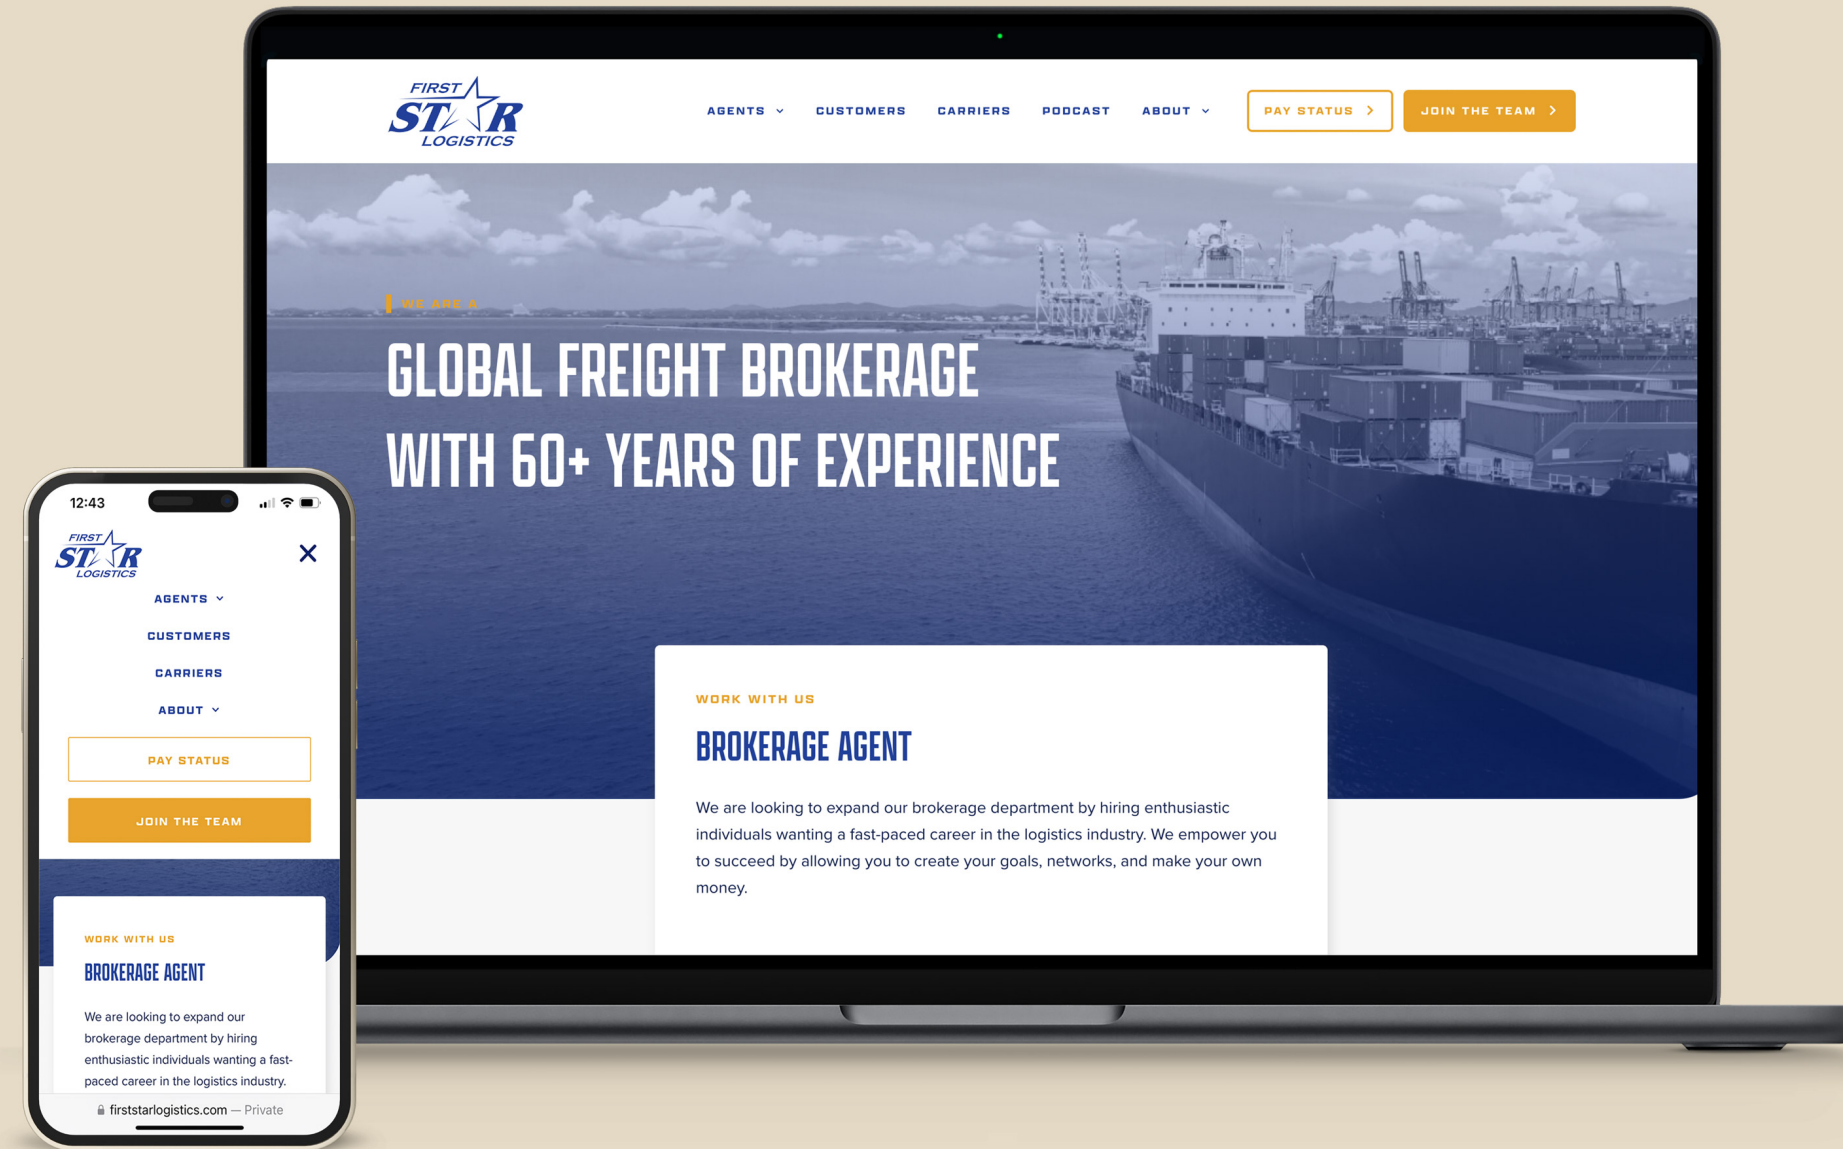 FIRST
STAR
LOGISTICS
AGENTS
CUSTOMERS
CARRIERS
PODCAST
ABOUT
PAY STATUS
JOIN THE TEAM
WE ARE A
GLOBAL FREIGHT BROKERAGE
WITH 60+ YEARS OF EXPERIENCE
WORK WITH US
BROKERAGE AGENT
We are looking to expand our brokerage department by hiring enthusiastic
individuals wanting a fast-paced career in the logistics industry. We empower you
to succeed by allowing you to create your goals, networks, and make your own
money.
12:43
FIRST
STAR
LOGISTICS
AGENTS
CUSTOMERS
CARRIERS
ABOUT
PAY STATUS
JOIN THE TEAM
WORK WITH US
BROKERAGE AGENT
We are looking to expand our
brokerage department by hiring
enthusiastic individuals wanting a fast-
paced career in the logistics industry.
firststarlogistics.com — Private